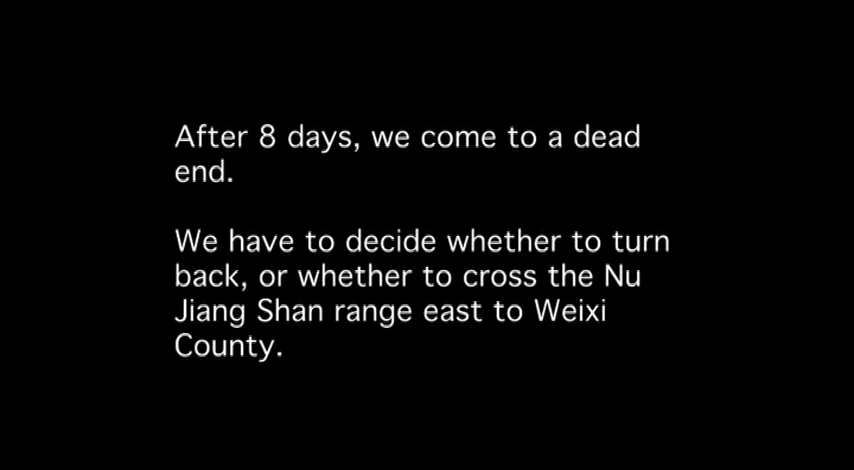 After 8 days, we come to a dead
end.
We have to decide whether to turn
back, or whether to cross the Nu
Jiang Shan range east to Weixi
County.